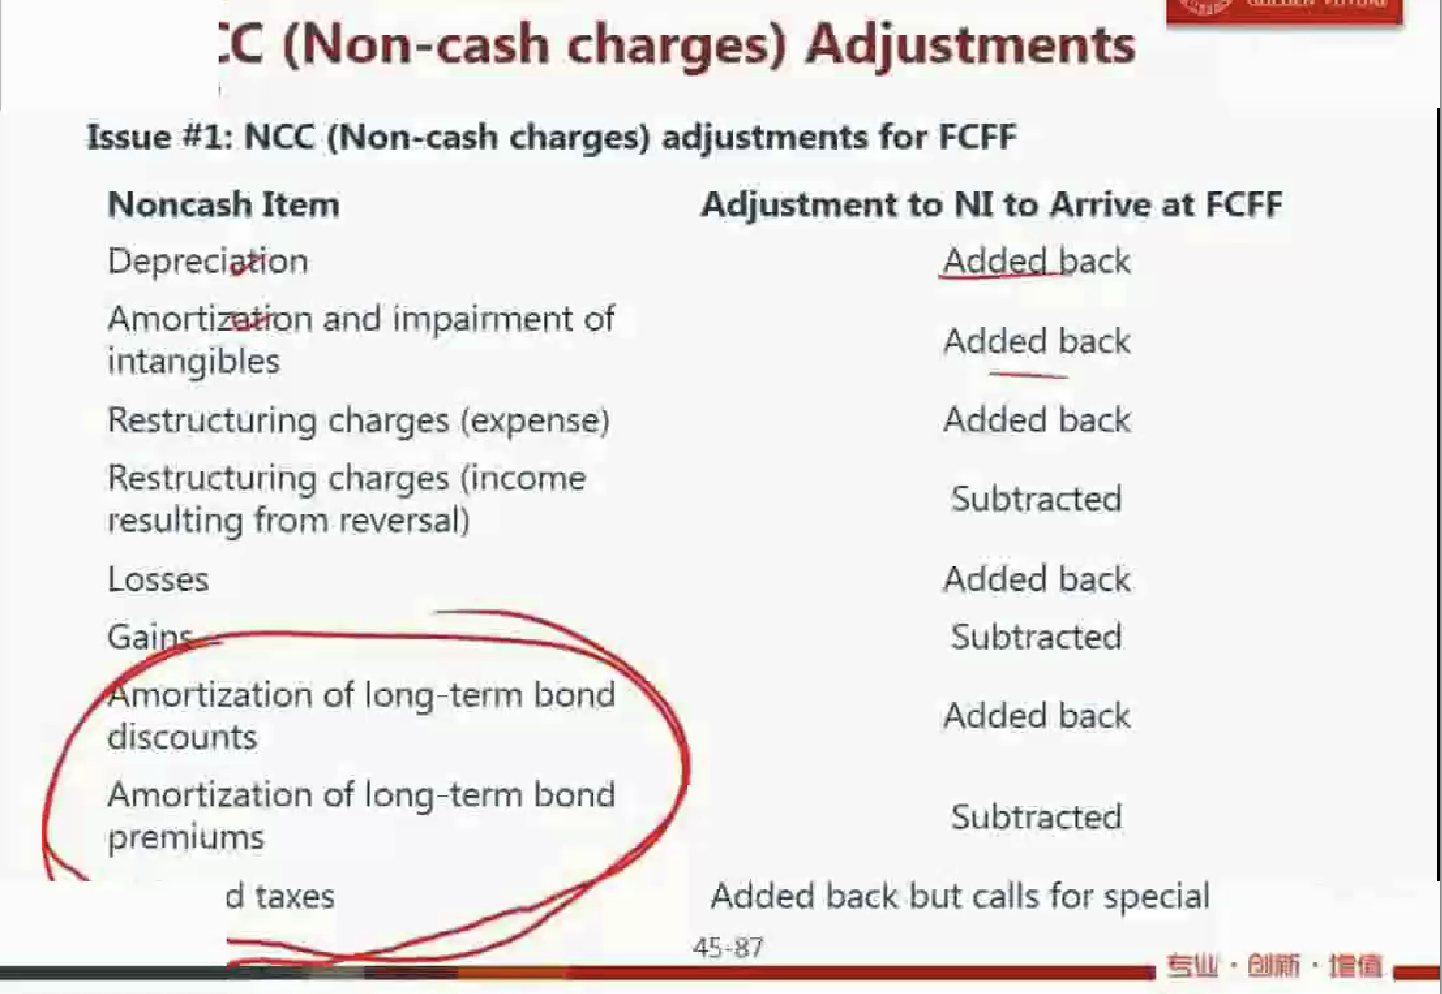 CC (Non-cash charges) Adjustments
Issue #1: NCC (Non-cash charges) adjustments for FCFF
Noncash Item Adjustment to NI to Arrive at FCFF
Depreciation Added back
Amortization and impairment of
intangibles Added back
Restructuring charges (expense) Added back
Restructuring charges (income
resulting from reversal) Subtracted
Losses Added back
Gains Subtracted
Amortization of long-term bond
discounts Added back
Amortization of long-term bond
premiums Subtracted
d taxes Added back but calls for special
45-87
专业·创新·增值